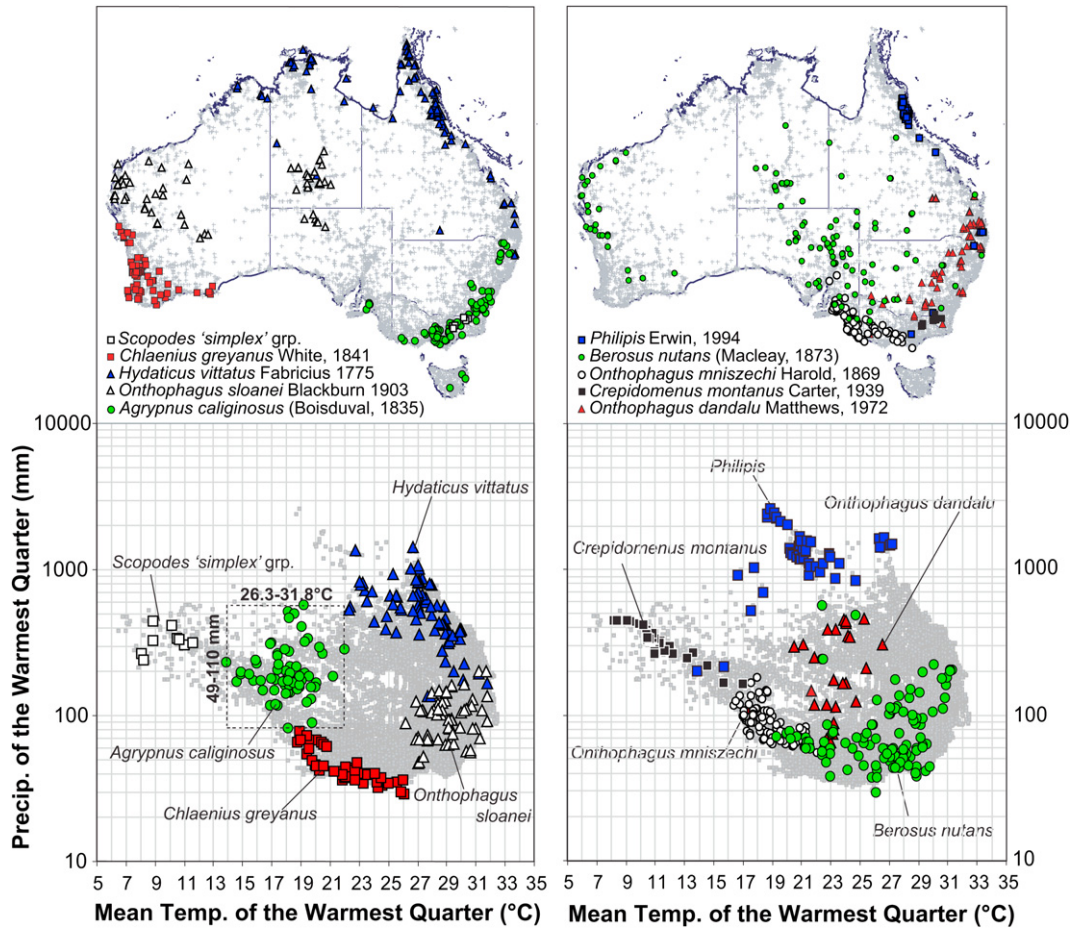 Scopodes ‘simplex’ grp.
Chlaenius greyanus White, 1841
Hydaticus vittatus Fabricius 1775
Onthophagus sloanei Blackburn 1903
Agrypnus caliginosus (Boisduval, 1835)
Philipis Erwin, 1994
Berosus nutans (Macleay, 1873)
Onthophagus mniszechi Harold, 1869
Crepidomenus montanus Carter, 1939
Onthophagus dandalu Matthews, 1972
Precip. of the Warmest Quarter (mm)
10000
1000
100
10
Hydaticus vittatus
Scopodes ‘simplex’ grp.
26.3-31.8°C
49-110 mm
Agrypnus caliginosus
Chlaenius greyanus
Onthophagus
sloanei
5 7 9 11 13 15 17 19 21 23 25 27 29 31 33 35
Mean Temp. of the Warmest Quarter (°C)
Philipis
Onthophagus dandalu
Crepidomenus montanus
Onthophagus mniszechi
Berosus nutans
10000
1000
100
10
5 7 9 11 13 15 17 19 21 23 25 27 29 31 33 35
Mean Temp. of the Warmest Quarter (°C)